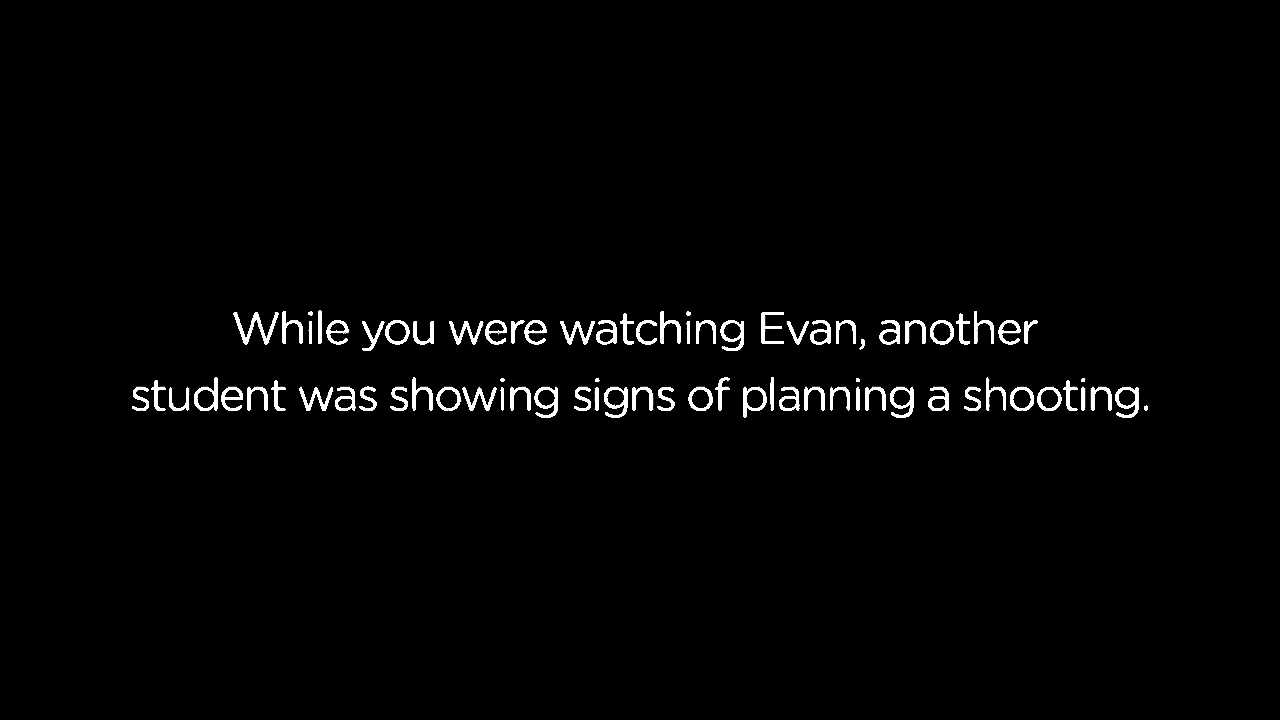 While you were watching Evan, another
student was showing signs of planning a shooting.